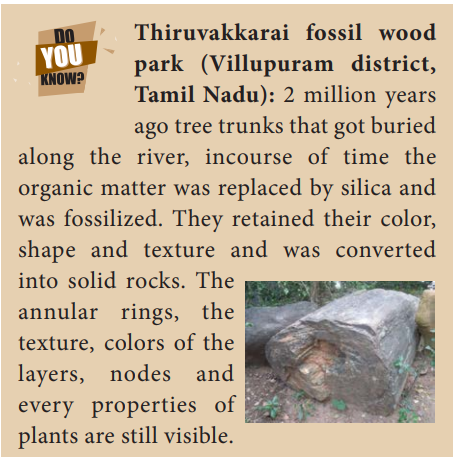 DO
YOU
KNOW?
Thiruvakkarai fossil wood
park (Villupuram district,
Tamil Nadu): 2 million years
ago tree trunks that got buried
along the river, incourse of time the
organic matter was replaced by silica and
was fossilized. They retained their color,
shape and texture and was converted
into solid rocks. The
annular rings, the
texture, colors of the
layers, nodes and
every properties of
plants are still visible.